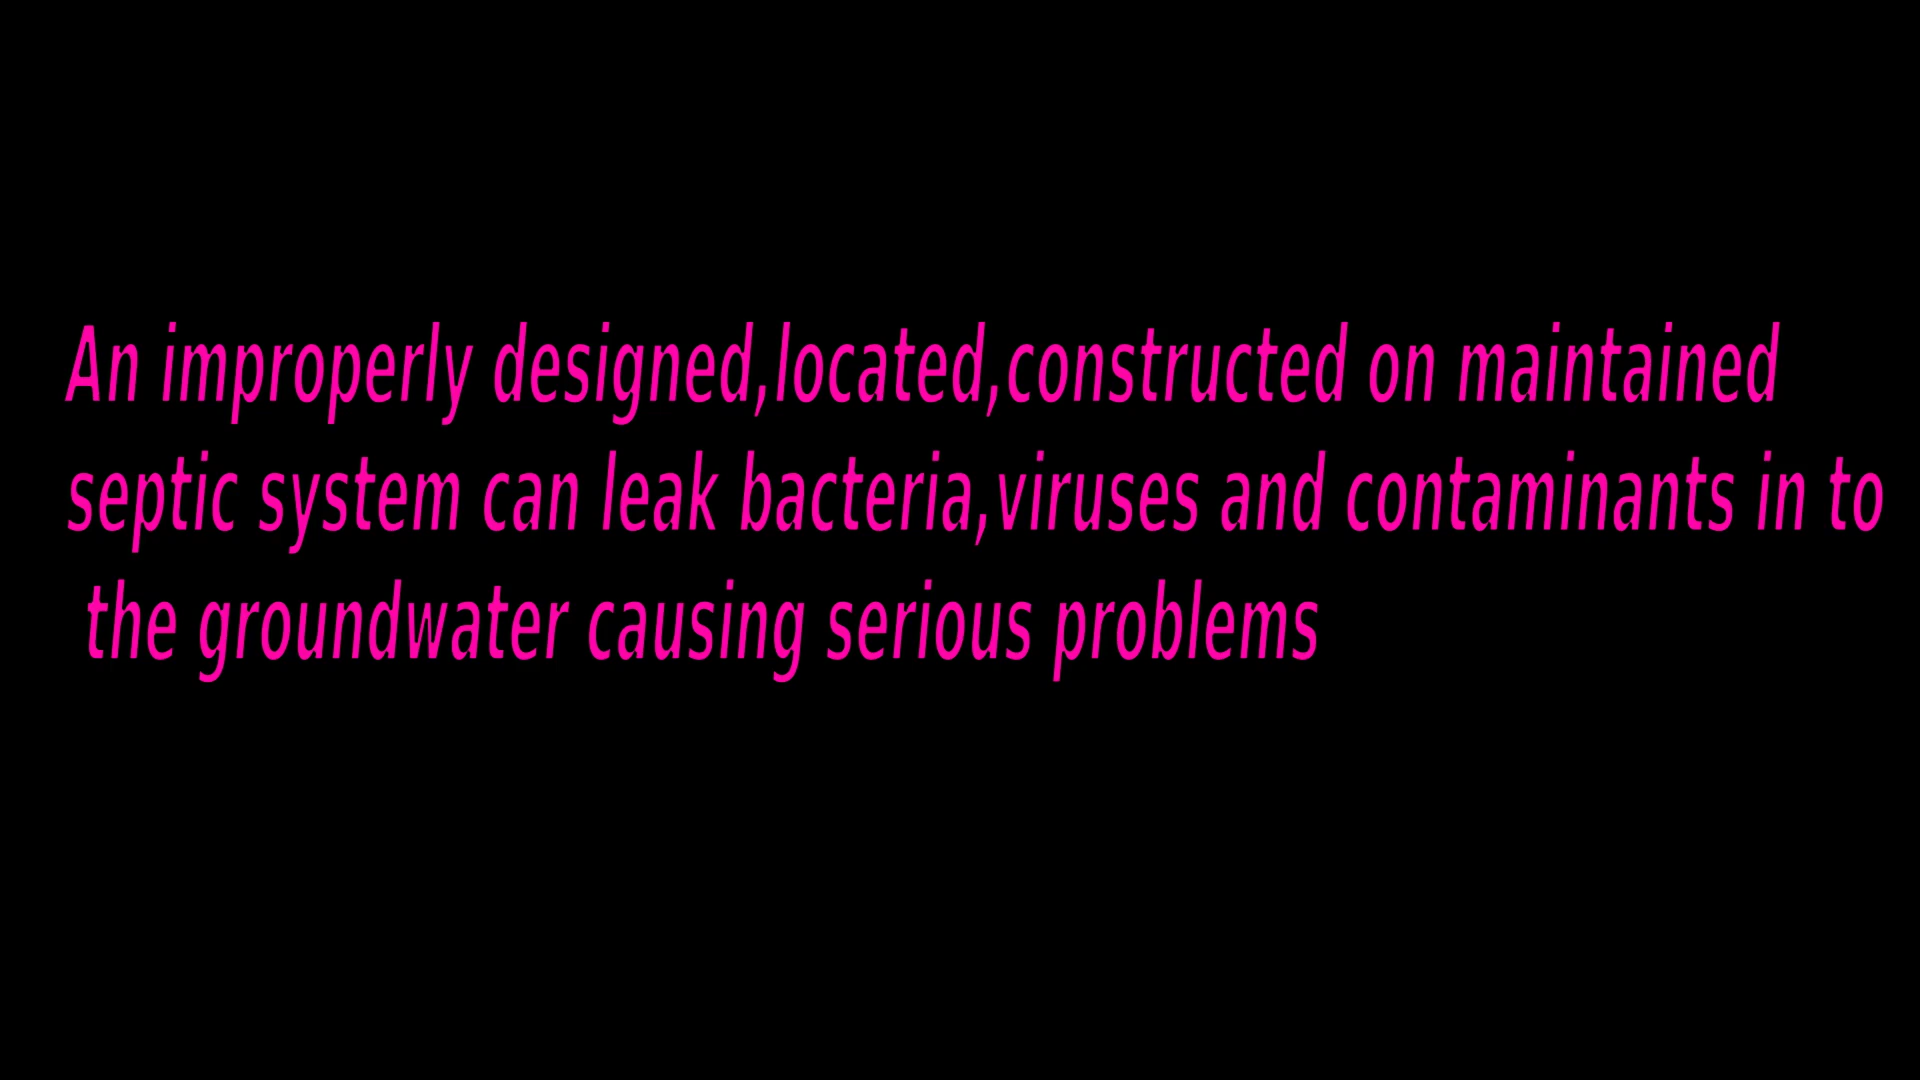 An improperly designed,located,constructed on maintained
septic system can leak bacteria,viruses and contaminants in to
the groundwater causing serious problems